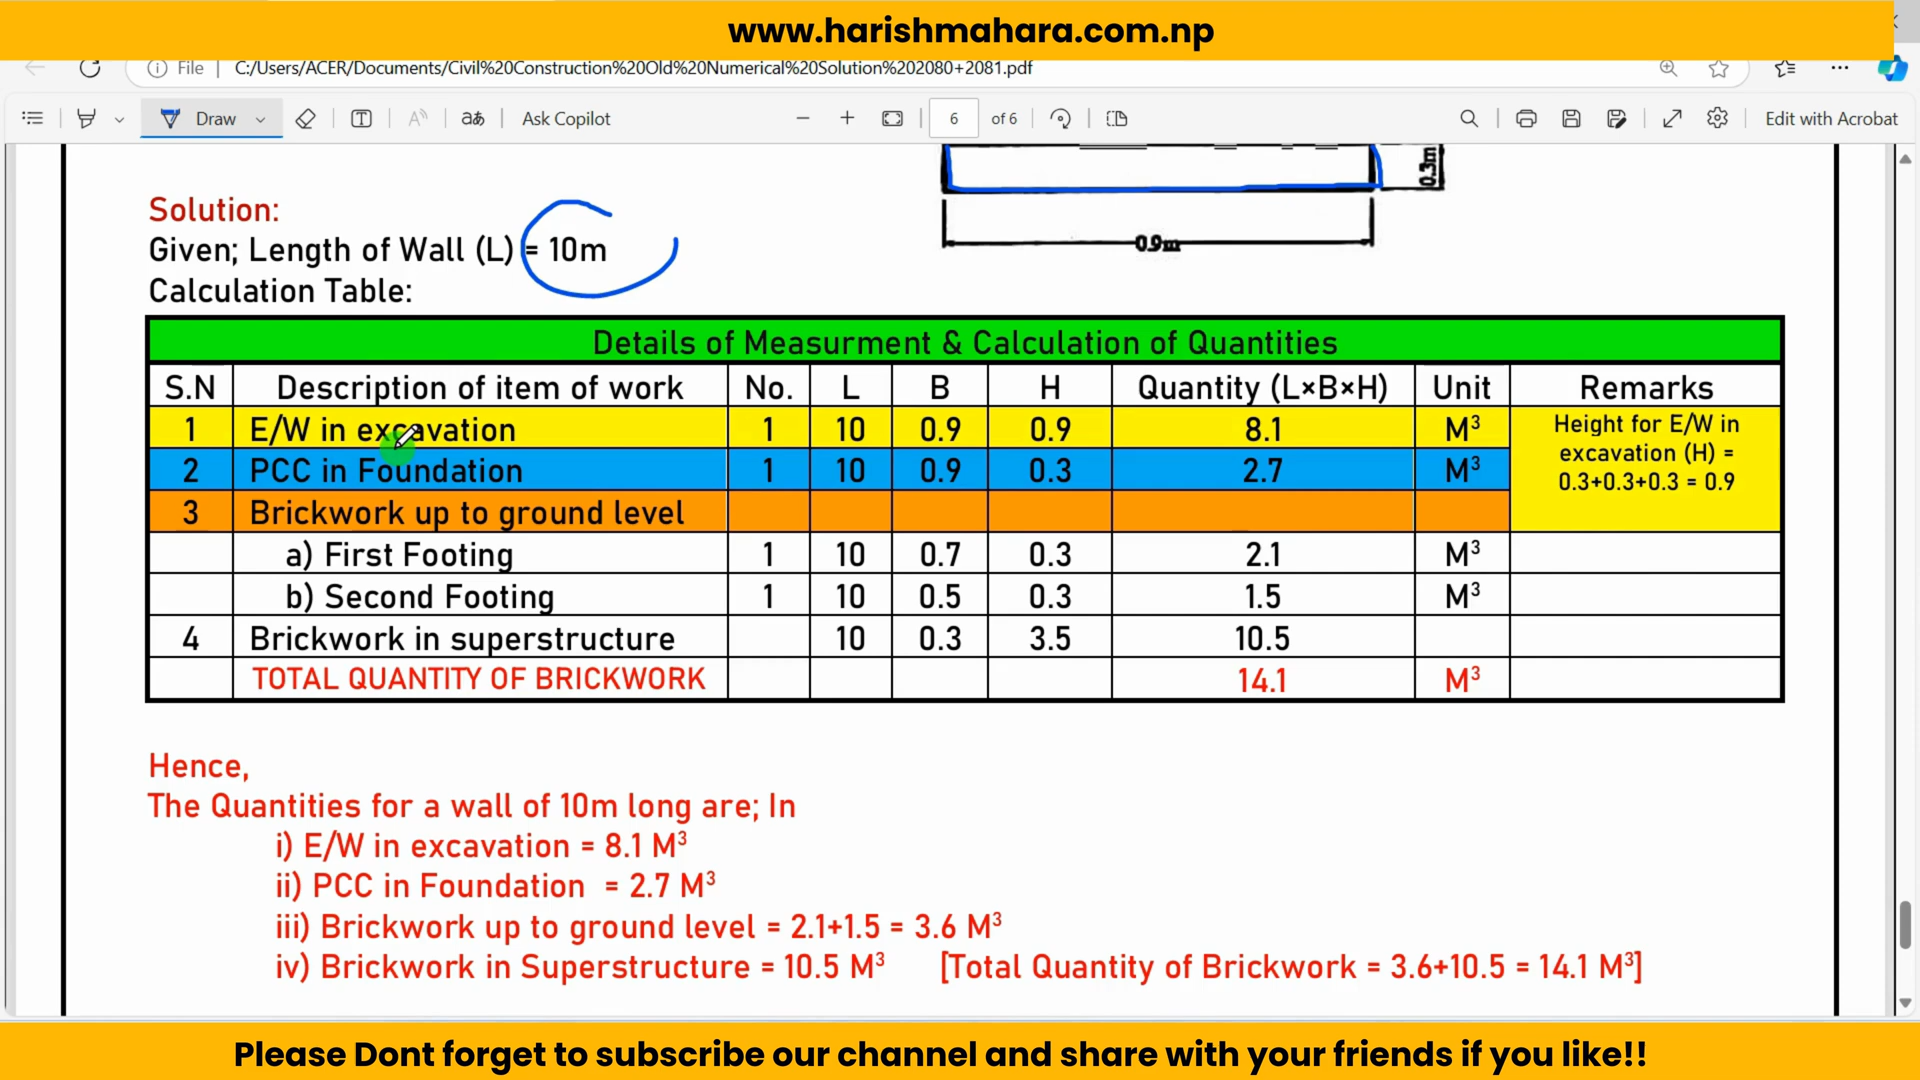 www.harishmahara.com.np
File | C:/Users/ACER/Documents/Civil%20Construction%20Old%20Numerical%20Solution%202080+2081.pdf
Draw
aあ
Ask Copilot
6 of 6
Edit with Acrobat
0.3m
0.9m
Solution:
Given; Length of Wall (L) = 10m
Calculation Table:
Details of Measurment & Calculation of Quantities
S.N Description of item of work No. L B H Quantity (L×B×H) Unit Remarks
1 E/W in excavation 1 10 0.9 0.9 8.1 M³ Height for E/W in
excavation (H) =
0.3+0.3+0.3 = 0.9
2 PCC in Foundation 1 10 0.9 0.3 2.7 M³
3 Brickwork up to ground level
a) First Footing 1 10 0.7 0.3 2.1 M³
b) Second Footing 1 10 0.5 0.3 1.5 M³
4 Brickwork in superstructure 10 0.3 3.5 10.5
TOTAL QUANTITY OF BRICKWORK 14.1 M³
Hence,
The Quantities for a wall of 10m long are; In
i) E/W in excavation = 8.1 M³
ii) PCC in Foundation = 2.7 M³
iii) Brickwork up to ground level = 2.1+1.5 = 3.6 M³
iv) Brickwork in Superstructure = 10.5 M³ [Total Quantity of Brickwork = 3.6+10.5 = 14.1 M³]
Please Dont forget to subscribe our channel and share with your friends if you like!!